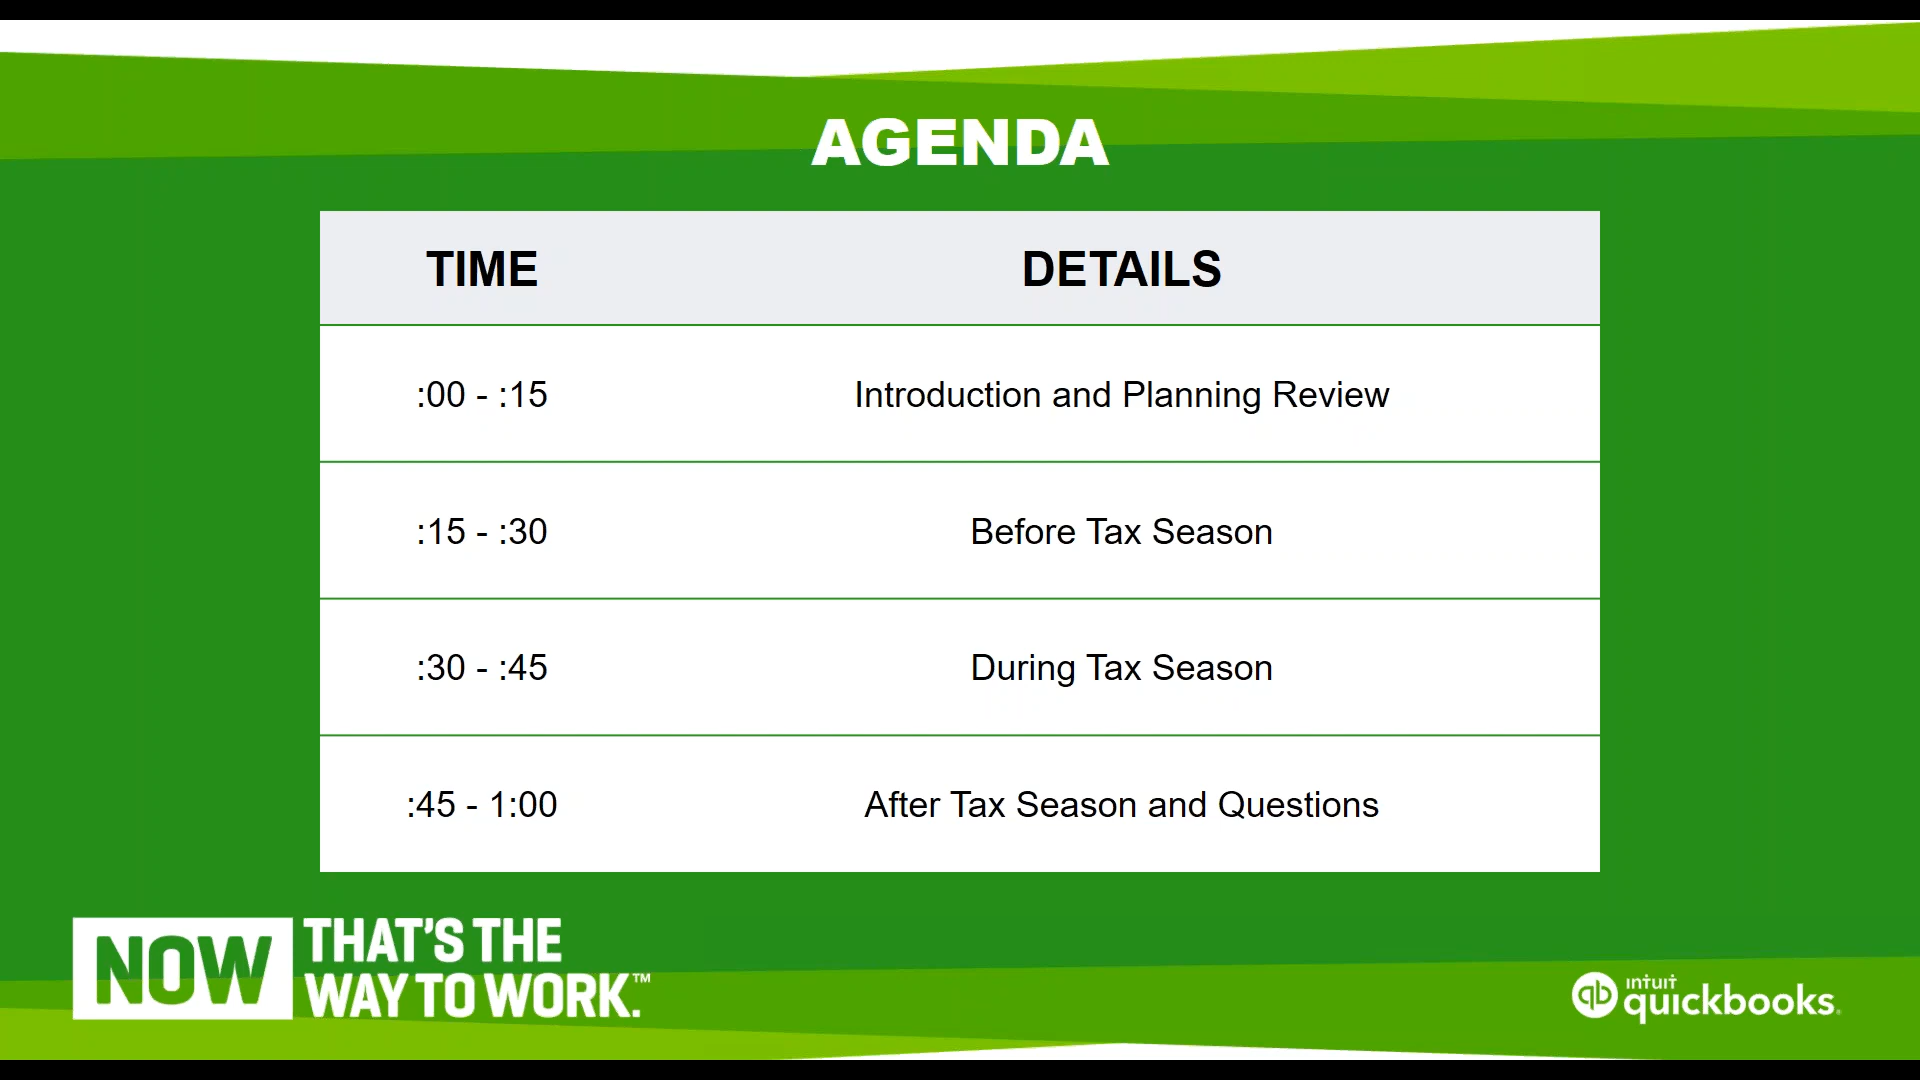 AGENDA
TIME DETAILS
:00 - :15 Introduction and Planning Review
:15 - :30 Before Tax Season
:30 - :45 During Tax Season
:45 - 1:00 After Tax Season and Questions
NOW THAT'S THE
WAY TO WORK.™
qb intuit
quickbooks.